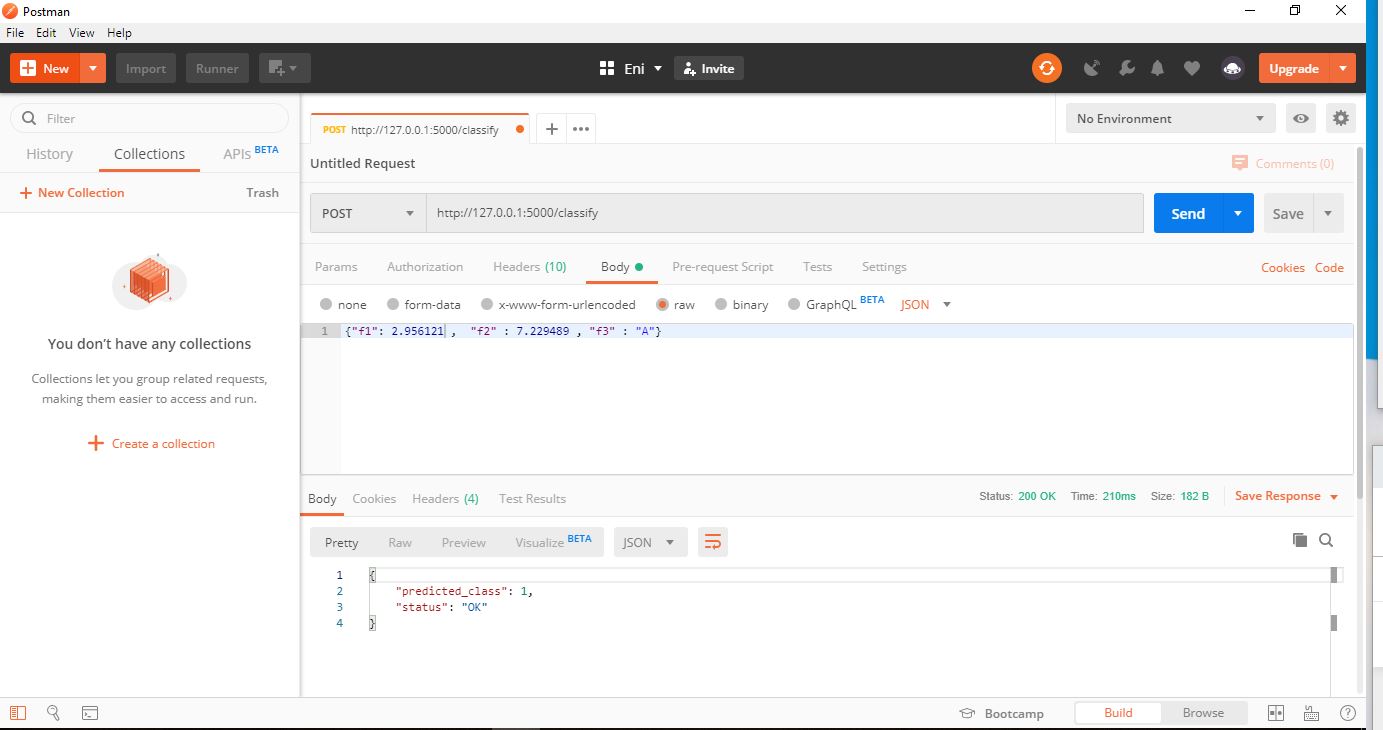 Postman
File Edit View Help
New Import Runner Eni Invite Upgrade
Filter
History Collections APIs BETA
+ New Collection Trash
You don’t have any collections
Collections let you group related requests,
making them easier to access and run.
+ Create a collection
POST http://127.0.0.1:5000/classify + ••• No Environment
Untitled Request Comments (0)
POST http://127.0.0.1:5000/classify Send Save
Params Authorization Headers (10) Body Pre-request Script Tests Settings Cookies Code
none form-data x-www-form-urlencoded raw binary GraphQL BETA JSON
1 {"f1": 2.956121 , "f2" : 7.229489 , "f3" : "A"}
Body Cookies Headers (4) Test Results Status: 200 OK Time: 210ms Size: 182 B Save Response
Pretty Raw Preview Visualize BETA JSON
1 {
2 "predicted_class": 1,
3 "status": "OK"
4 }
Bootcamp Build Browse ?